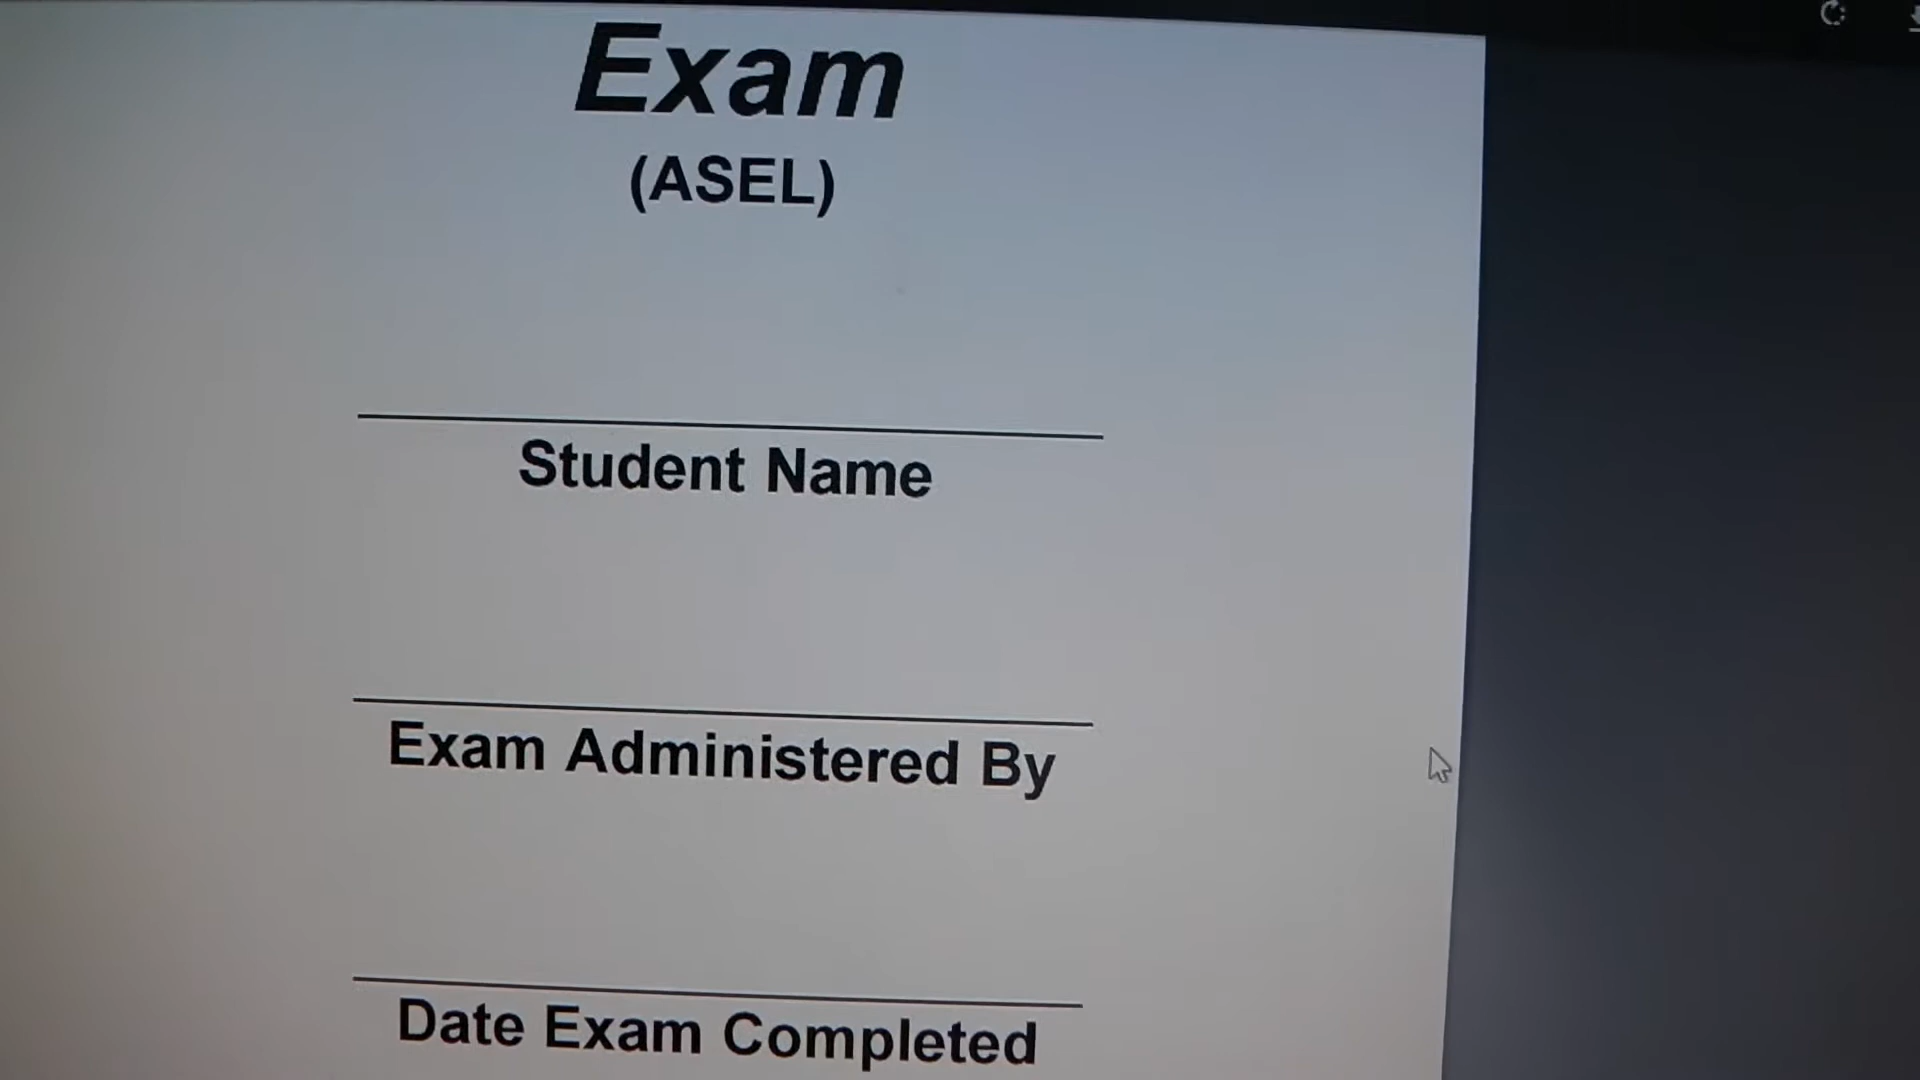 Exam
(ASEL)
Student Name
Exam Administered By
Date Exam Completed